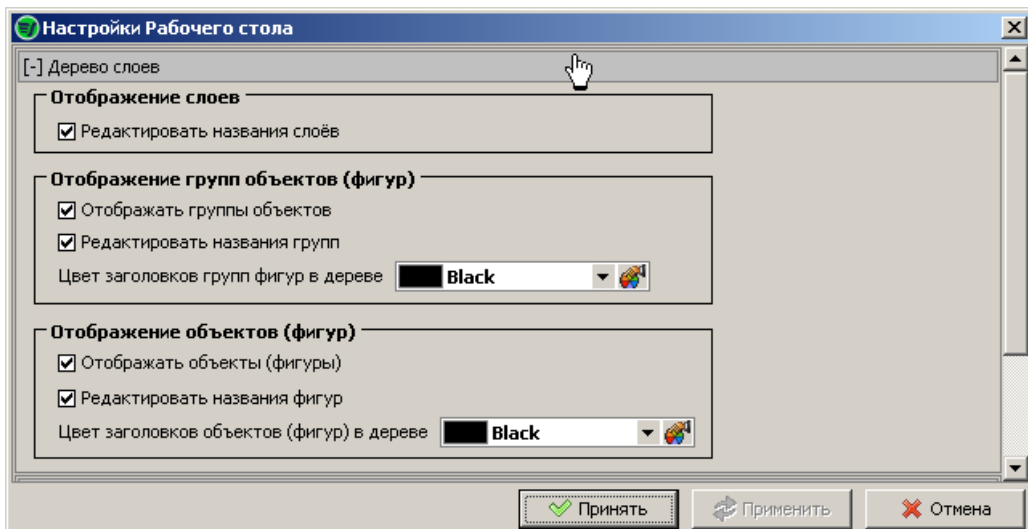 Настройки Рабочего стола
[-] Дерево слоев
Отображение слоев
Редактировать названия слоёв
Отображение групп объектов (фигур)
Отображать группы объектов
Редактировать названия групп
Цвет заголовков групп фигур в дереве Black
Отображение объектов (фигур)
Отображать объекты (фигуры)
Редактировать названия фигур
Цвет заголовков объектов (фигур) в дереве Black
Принять Применить Отмена